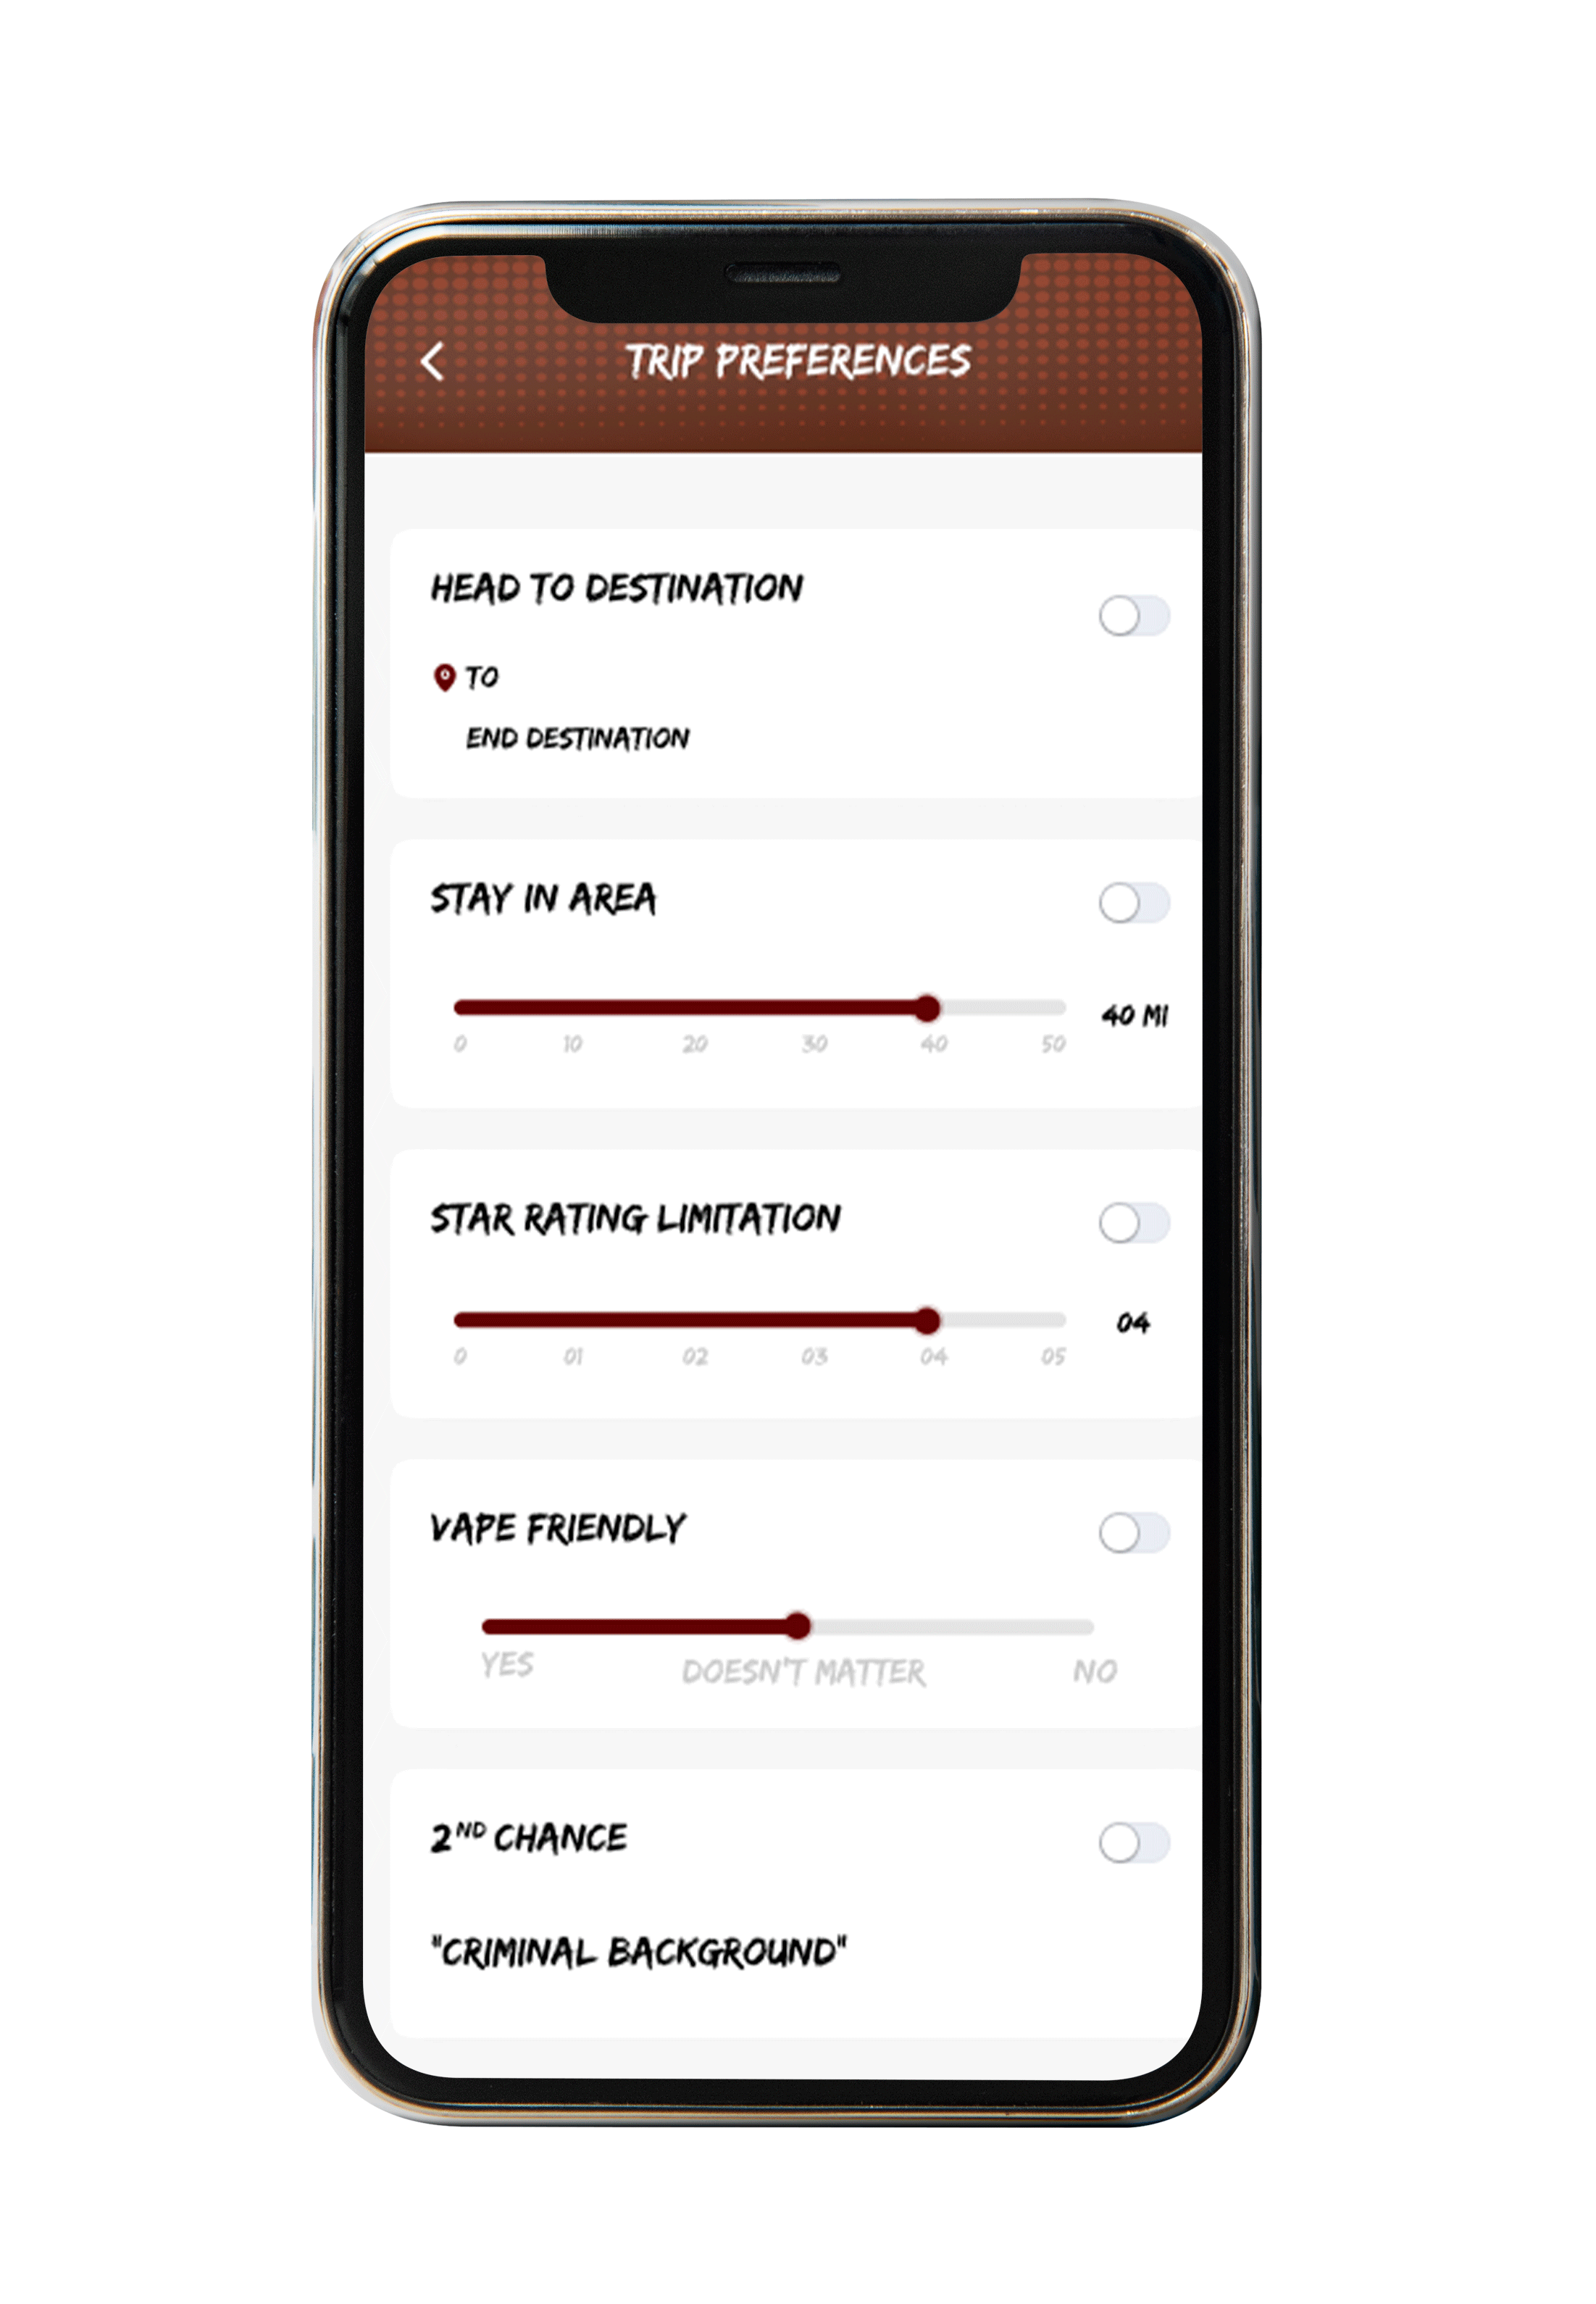 TRIP PREFERENCES
HEAD TO DESTINATION
TO
END DESTINATION
STAY IN AREA
40 MI
0 10 20 30 40 50
STAR RATING LIMITATION
04
0 01 02 03 04 05
VAPE FRIENDLY
YES DOESN'T MATTER NO
2ND CHANCE
"CRIMINAL BACKGROUND"